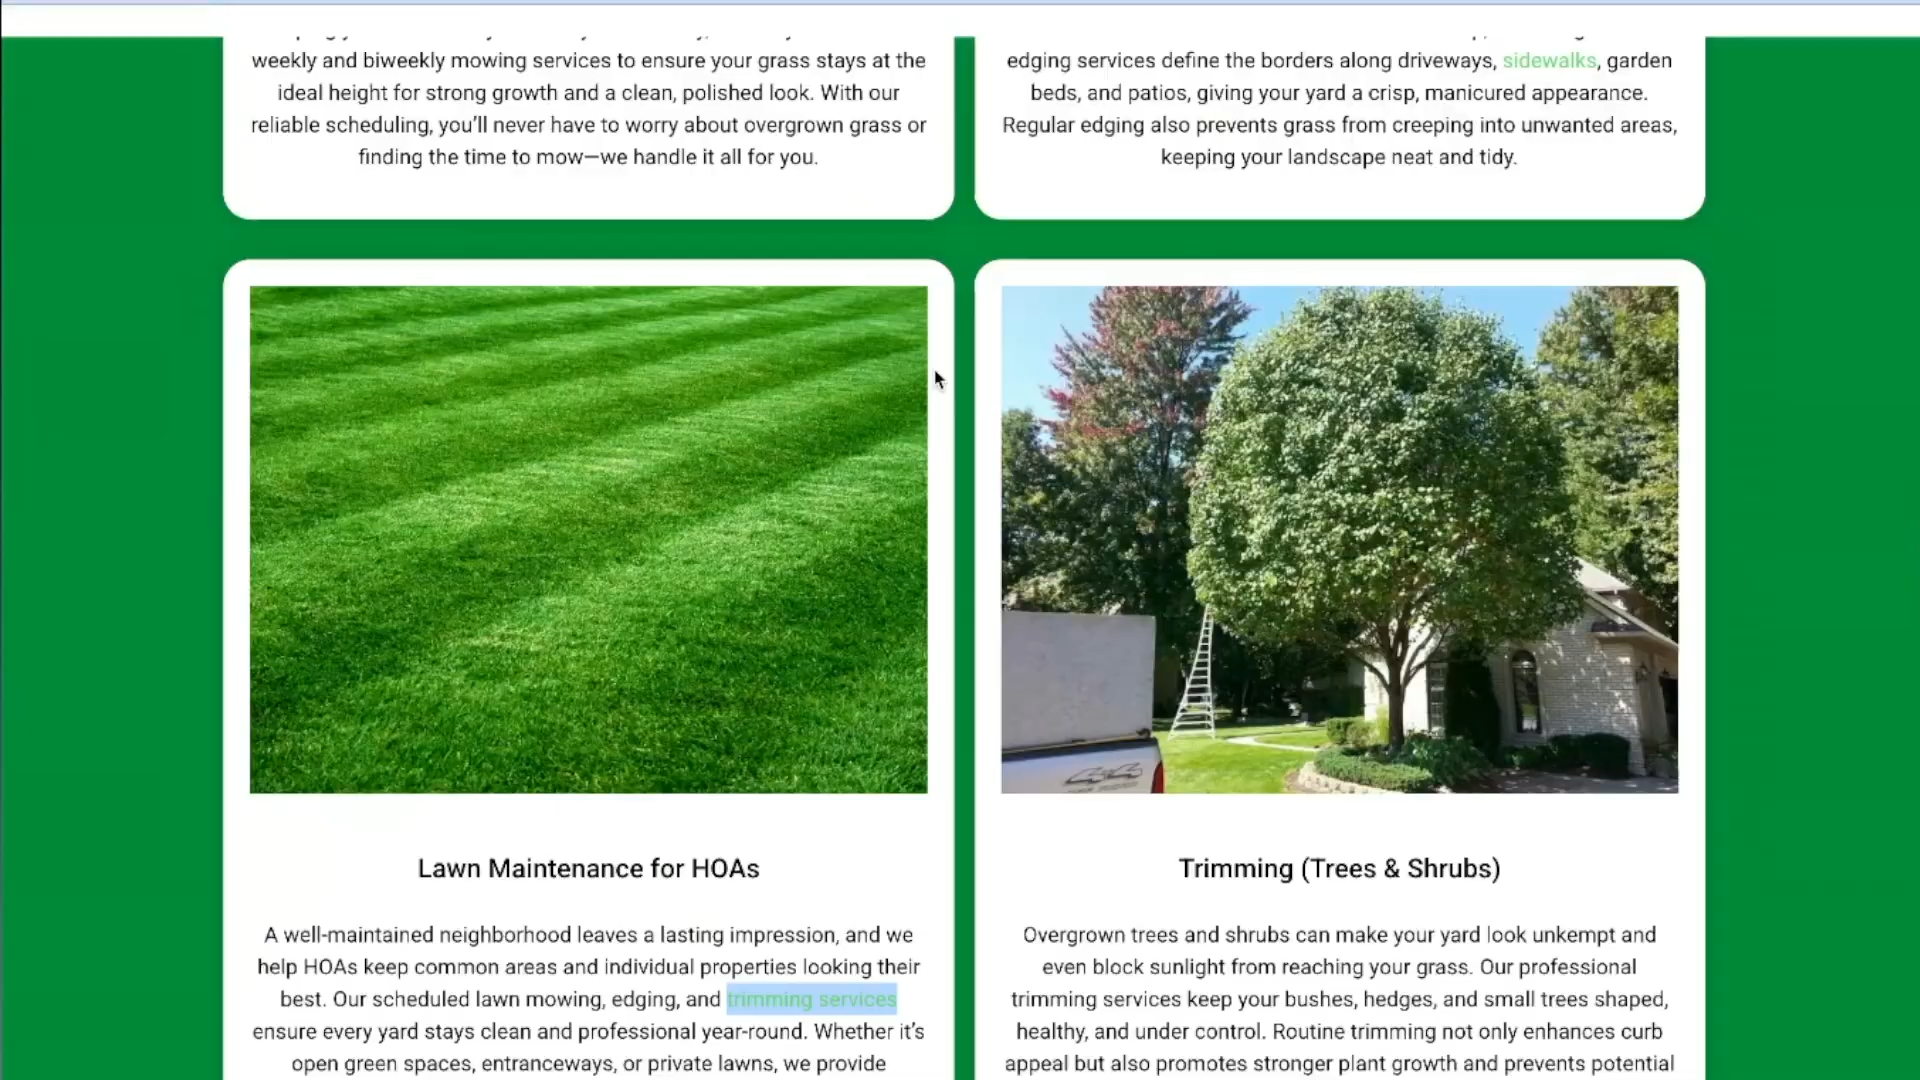 weekly and biweekly mowing services to ensure your grass stays at the
ideal height for strong growth and a clean, polished look. With our
reliable scheduling, you’ll never have to worry about overgrown grass or
finding the time to mow—we handle it all for you.
edging services define the borders along driveways, sidewalks, garden
beds, and patios, giving your yard a crisp, manicured appearance.
Regular edging also prevents grass from creeping into unwanted areas,
keeping your landscape neat and tidy.
Lawn Maintenance for HOAs
A well-maintained neighborhood leaves a lasting impression, and we
help HOAs keep common areas and individual properties looking their
best. Our scheduled lawn mowing, edging, and trimming services
ensure every yard stays clean and professional year-round. Whether it’s
open green spaces, entranceways, or private lawns, we provide
Trimming (Trees & Shrubs)
Overgrown trees and shrubs can make your yard look unkempt and
even block sunlight from reaching your grass. Our professional
trimming services keep your bushes, hedges, and small trees shaped,
healthy, and under control. Routine trimming not only enhances curb
appeal but also promotes stronger plant growth and prevents potential